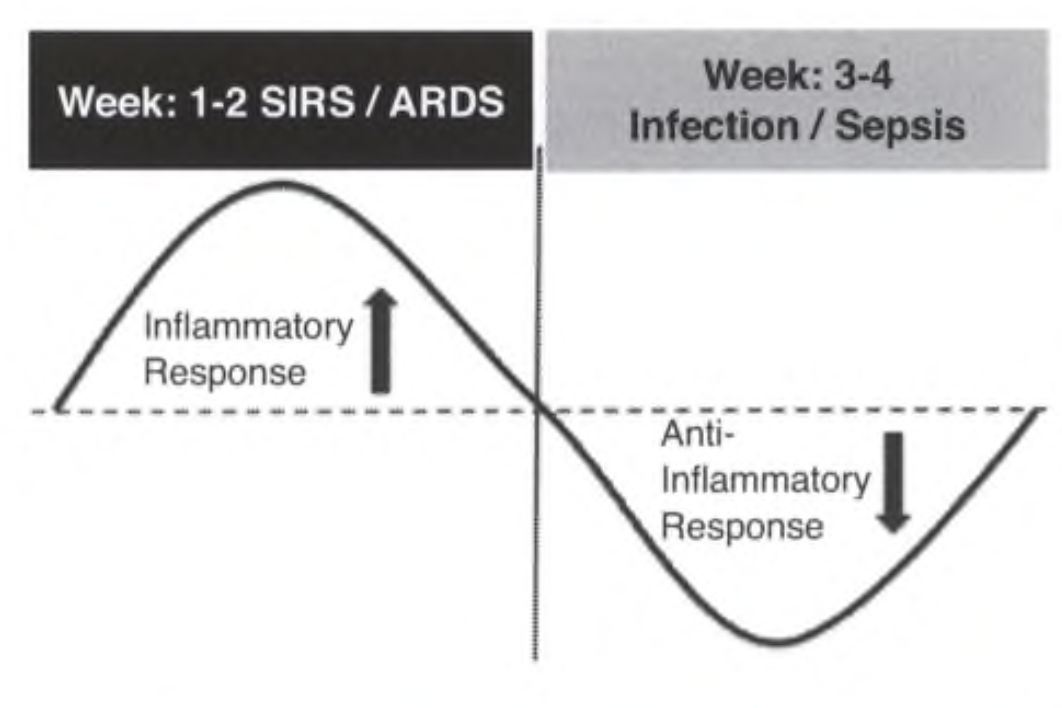 Week: 1-2 SIRS / ARDS
Week: 3-4
Infection / Sepsis
Inflammatory
Response
Anti-
Inflammatory
Response